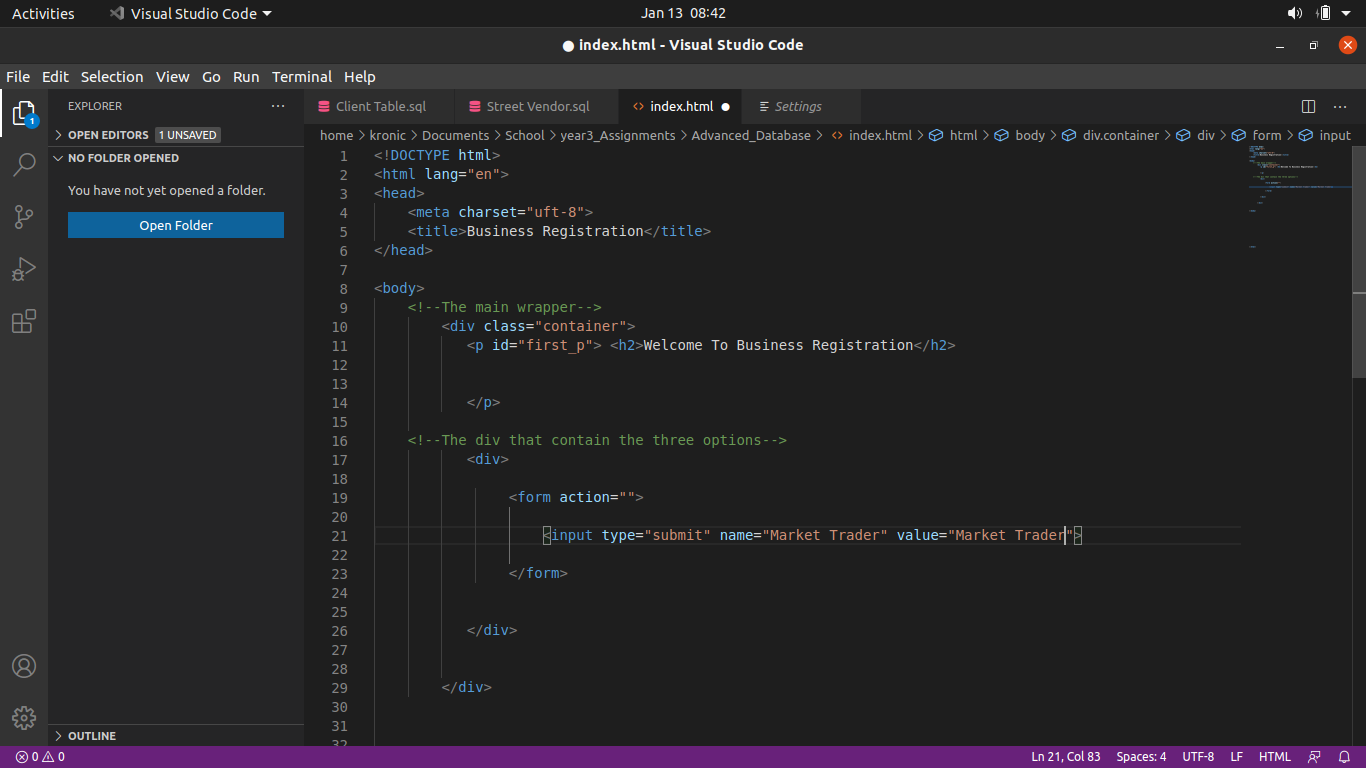 Activities Visual Studio Code Jan 13 08:42
● index.html - Visual Studio Code
File Edit Selection View Go Run Terminal Help
EXPLORER ···
Client Table.sql Street Vendor.sql index.html ● Settings ···
OPEN EDITORS 1 UNSAVED
home > kronic > Documents > School > year3_Assignments > Advanced_Database > index.html > html > body > div.container > div > form > input
NO FOLDER OPENED
You have not yet opened a folder.
Open Folder
1
1 <!DOCTYPE html>
2 <html lang="en">
3 <head>
4 <meta charset="uft-8">
5 <title>Business Registration</title>
6 </head>
7
8 <body>
9 <!--The main wrapper-->
10 <div class="container">
11 <p id="first_p"> <h2>Welcome To Business Registration</h2>
12
13
14 </p>
15
16 <!--The div that contain the three options-->
17 <div>
18
19 <form action="">
20
21 <input type="submit" name="Market Trader" value="Market Trader">
22
23 </form>
24
25
26 </div>
27
28
29 </div>
30
31
32
OUTLINE
0 0 Ln 21, Col 83 Spaces: 4 UTF-8 LF HTML